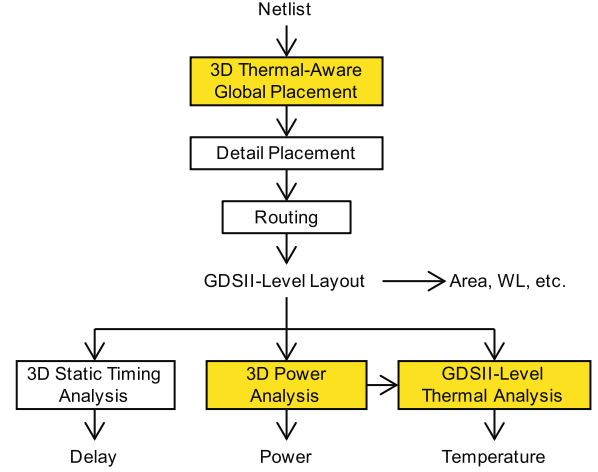 Netlist
3D Thermal-Aware
Global Placement
Detail Placement
Routing
GDSII-Level Layout
Area, WL, etc.
3D Static Timing
Analysis
3D Power
Analysis
GDSII-Level
Thermal Analysis
Delay
Power
Temperature